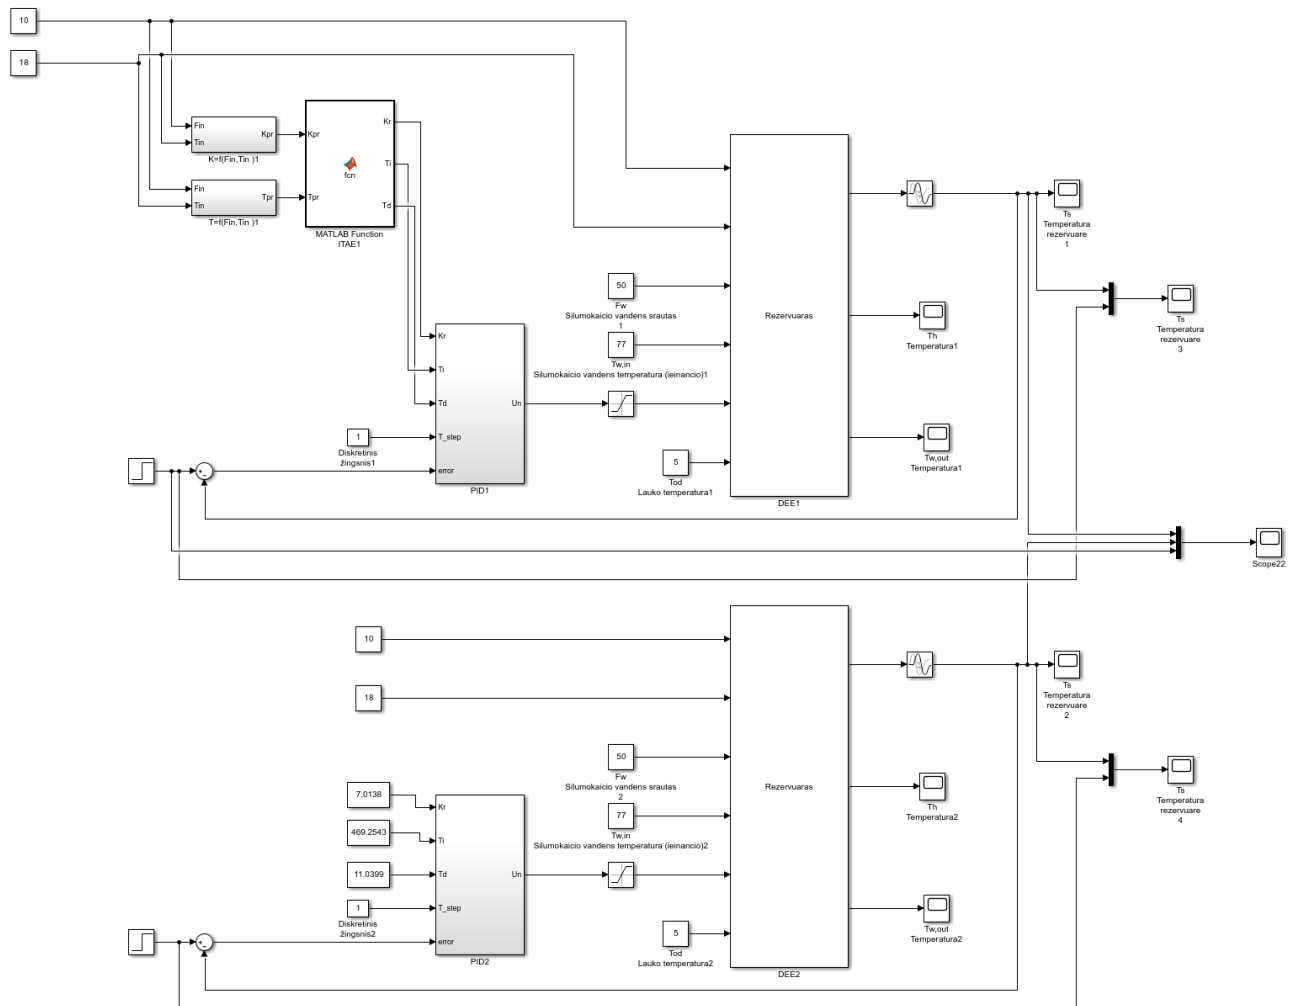 10
18
Fin
Tin
Kpr
K=f(Fin,Tin )1
Fin
Tin
Tpr
T=f(Fin,Tin )1
Kpr
Tpr
fcn
Kr
Ti
Td
MATLAB Function
ITAE1
50
Fw
Silumokaicio vandens srautas
1
77
Tw,in
Silumokaicio vandens temperatura (ieinancio)1
Kr
Ti
Td
T_step
error
Un
PID1
1
Diskretinis
žingsnis1
+
-
5
Tod
Lauko temperatura1
Rezervuaras
DEE1
Ts
Temperatura
rezervuare
1
Th
Temperatura1
Tw,out
Temperatura1
Ts
Temperatura
rezervuare
3
Scope22
10
18
50
Fw
Silumokaicio vandens srautas
2
77
Tw,in
Silumokaicio vandens temperatura (ieinancio)2
7.0138
469.2543
11.0399
1
Diskretinis
žingsnis2
Kr
Ti
Td
T_step
error
Un
PID2
+
-
5
Tod
Lauko temperatura2
Rezervuaras
DEE2
Ts
Temperatura
rezervuare
2
Th
Temperatura2
Tw,out
Temperatura2
Ts
Temperatura
rezervuare
4